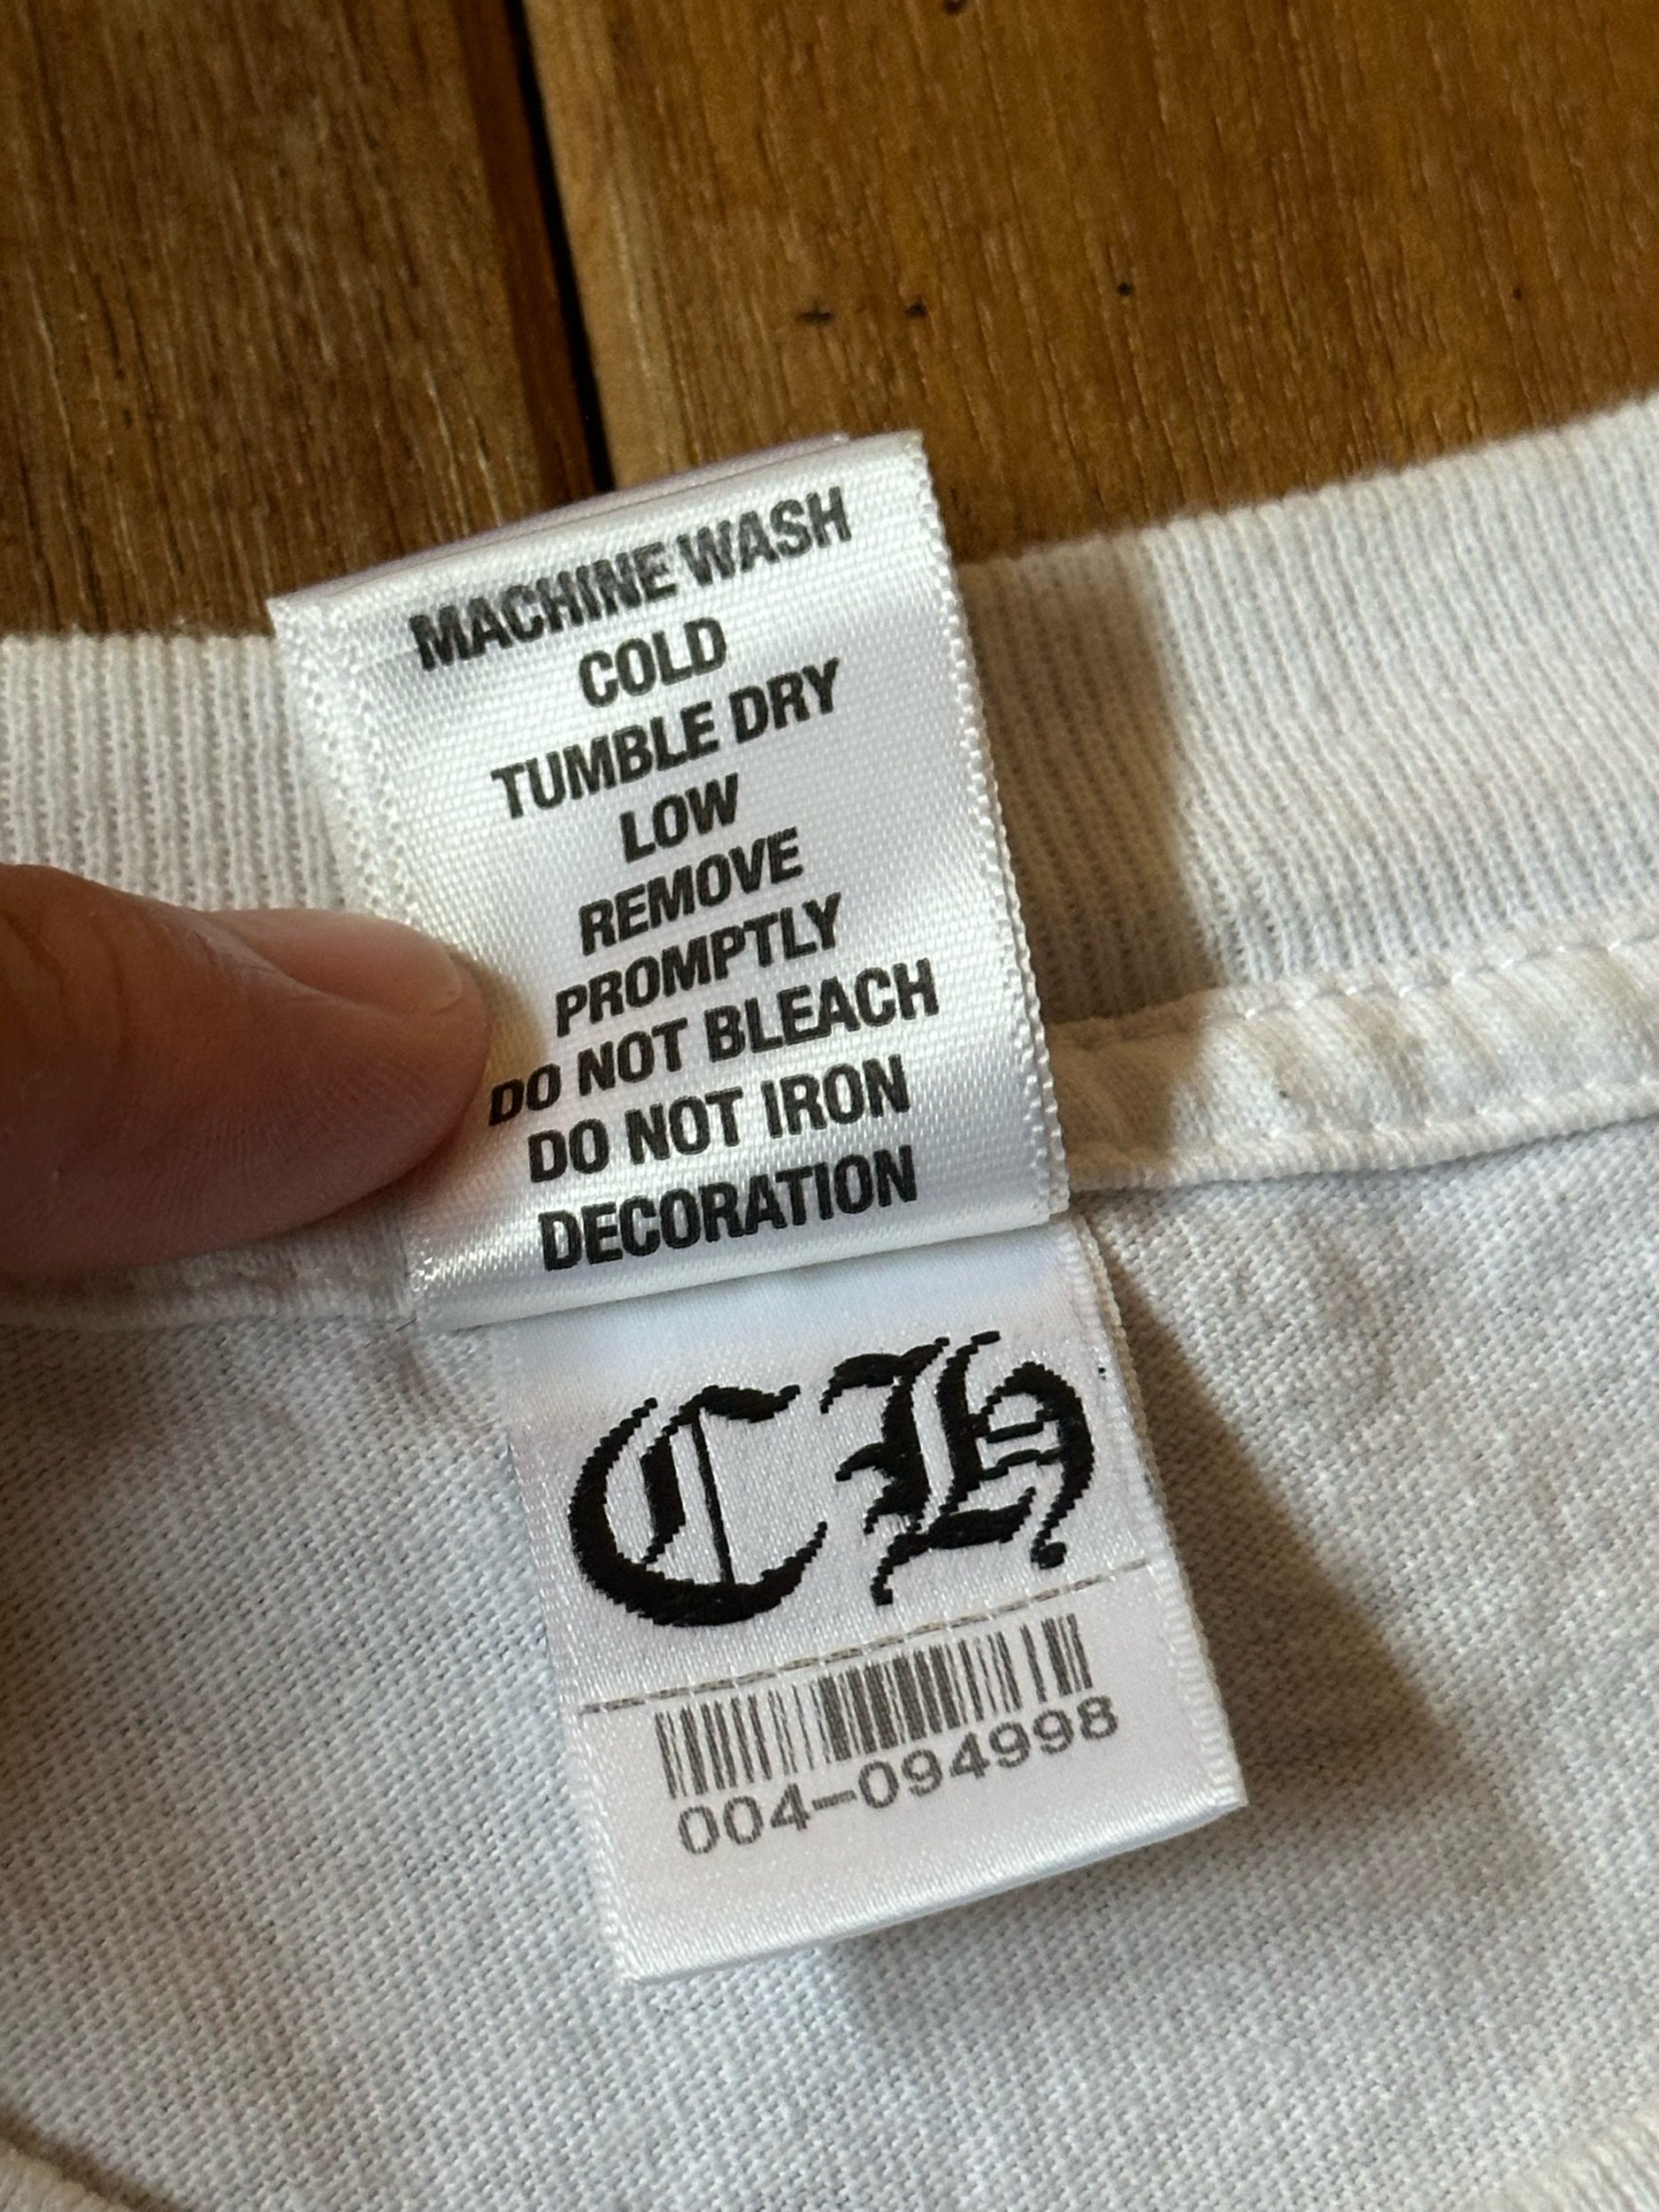 MACHINE WASH
COLD
TUMBLE DRY
LOW
REMOVE
PROMPTLY
DO NOT BLEACH
DO NOT IRON
DECORATION
CH
004-094998